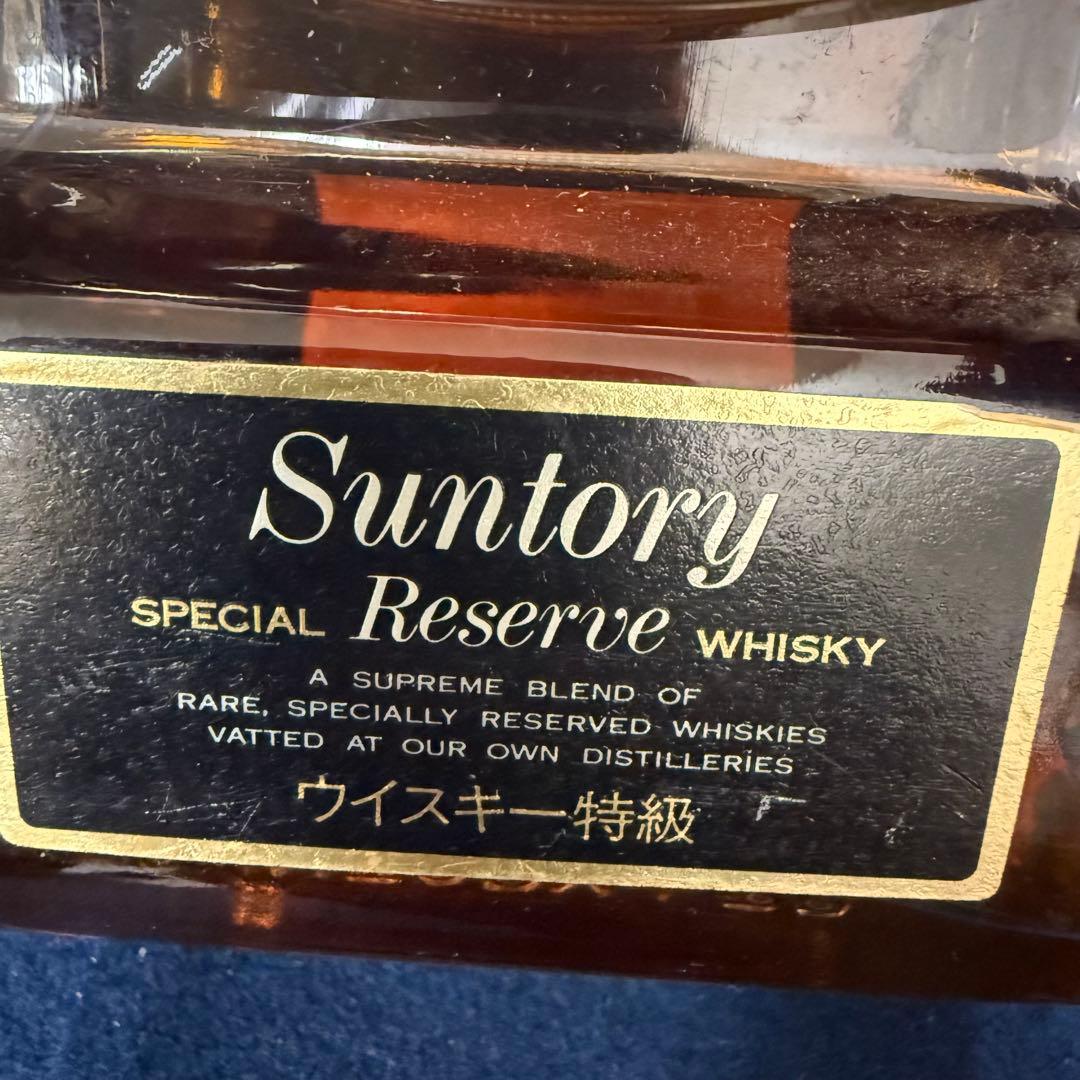 Suntory
SPECIAL Reserve WHISKY
A SUPREME BLEND OF
RARE, SPECIALLY RESERVED WHISKIES
VATTED AT OUR OWN DISTILLERIES
ウイスキー特級